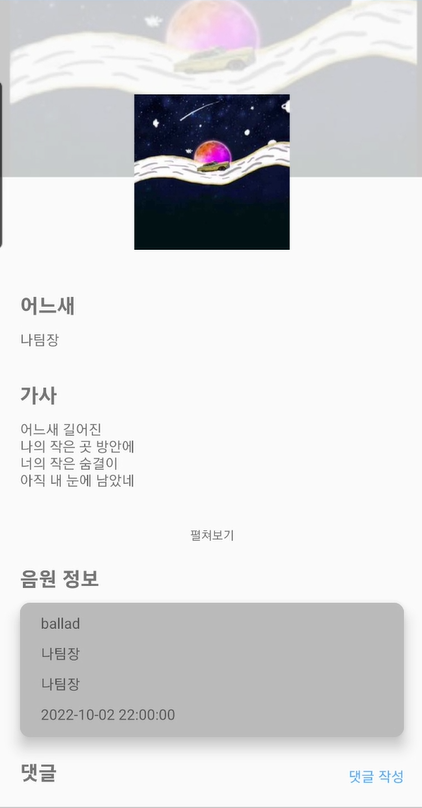 어느새
나팀장
가사
어느새 길어진
나의 작은 곳 방안에
너의 작은 숨결이
아직 내 눈에 남았네
펼쳐보기
음원 정보
ballad
나팀장
나팀장
2022-10-02 22:00:00
댓글
댓글 작성